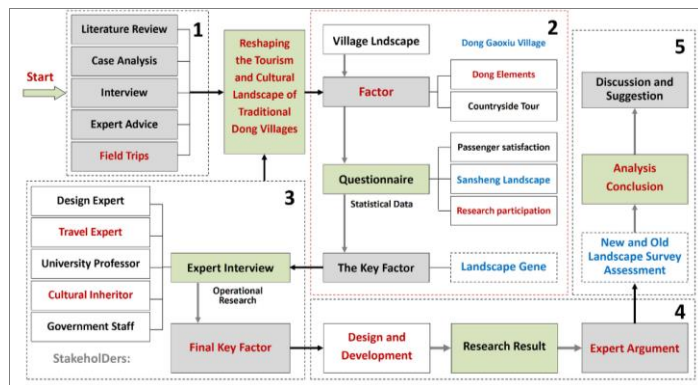 1
Literature Review
Case Analysis
Interview
Expert Advice
Field Trips
Start
Reshaping
the Tourism
and Cultural
Landscape of
Traditional
Dong Villages
2
Village Lndscape
Dong Gaoxiu Village
Factor
Dong Elements
Countryside Tour
Questionnaire
Passenger satisfaction
Sansheng Landscape
Research participation
Statistical Data
The Key Factor
Landscape Gene
3
Design Expert
Travel Expert
University Professor
Cultural Inheritor
Government Staff
StakeholDers:
Expert Interview
Operational
Research
Final Key Factor
4
Design and
Development
Research Result
Expert Argument
5
Discussion and
Suggestion
Analysis
Conclusion
New and Old
Landscape Survey
Assessment